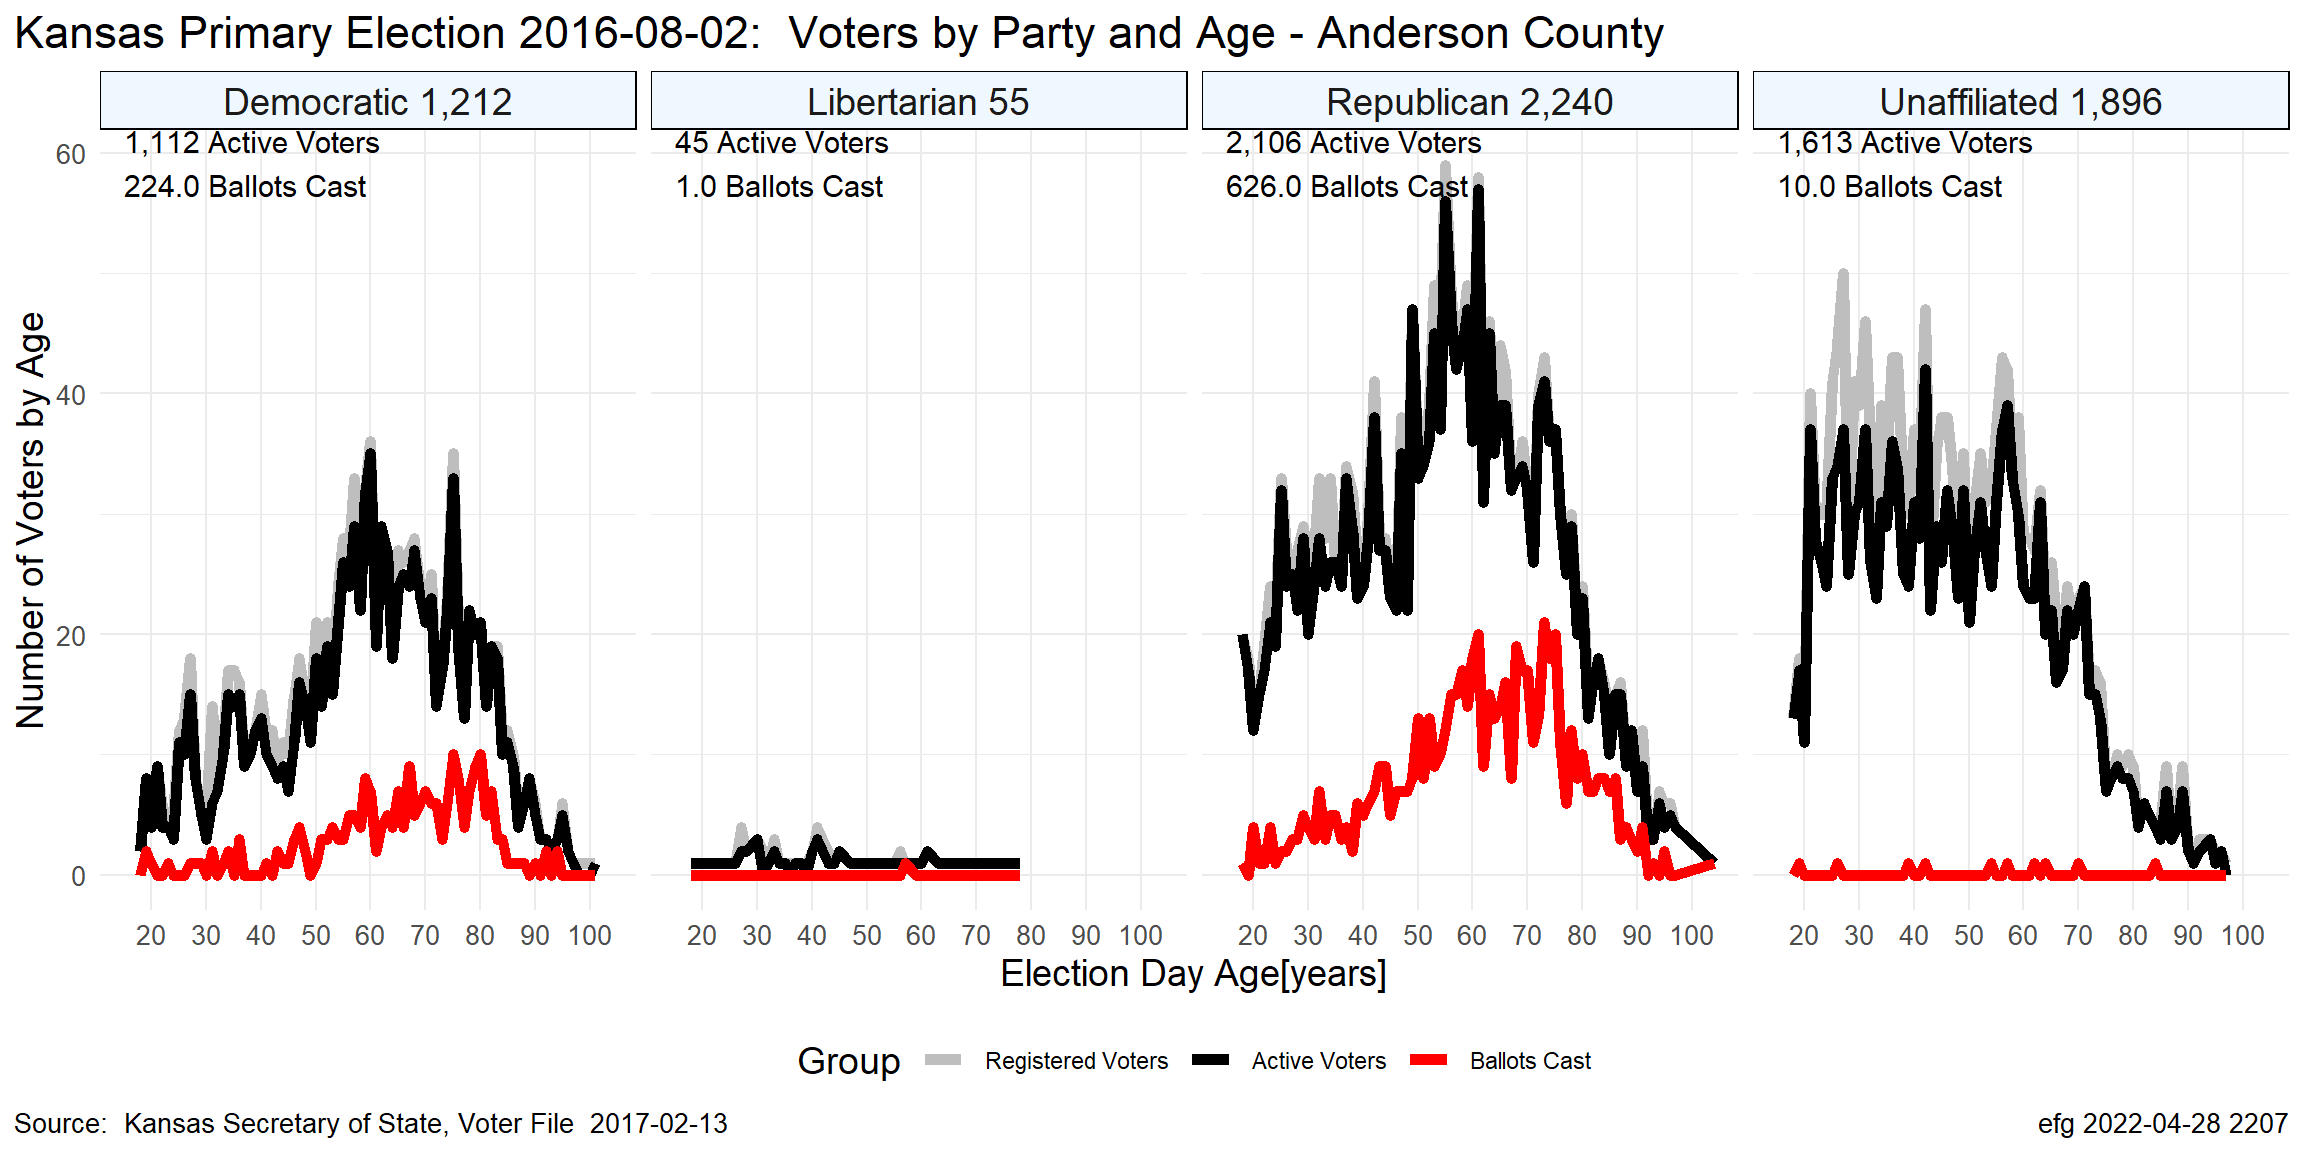 Kansas Primary Election 2016-08-02:  Voters by Party and Age - Anderson County
Democratic 1,212
Libertarian 55
Republican 2,240
Unaffiliated 1,896
1,112 Active Voters
224.0 Ballots Cast
45 Active Voters
1.0 Ballots Cast
2,106 Active Voters
626.0 Ballots Cast
1,613 Active Voters
10.0 Ballots Cast
Number of Voters by Age
60
40
20
0
20 30 40 50 60 70 80 90 100
20 30 40 50 60 70 80 90 100
20 30 40 50 60 70 80 90 100
20 30 40 50 60 70 80 90 100
Election Day Age[years]
Group Registered Voters Active Voters Ballots Cast
Source:  Kansas Secretary of State, Voter File  2017-02-13
efg 2022-04-28 2207